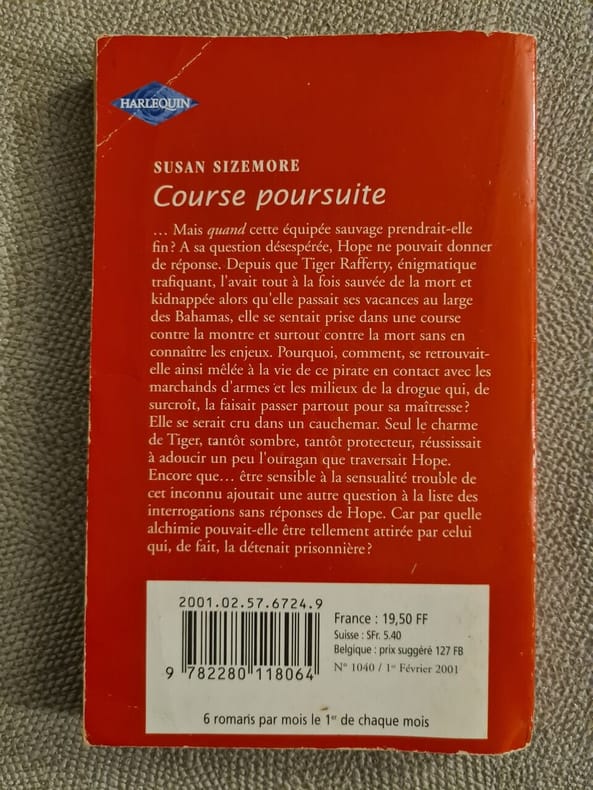 HARLEQUIN
SUSAN SIZEMORE
Course poursuite
... Mais quand cette équipée sauvage prendrait-elle
fin ? A sa question désespérée, Hope ne pouvait donner
de réponse. Depuis que Tiger Rafferty, énigmatique
trafiquant, l'avait tout à la fois sauvée de la mort et
kidnappée alors qu'elle passait ses vacances au large
des Bahamas, elle se sentait prise dans une course
contre la montre et surtout contre la mort sans en
connaître les enjeux. Pourquoi, comment, se retrouvait-
elle ainsi mêlée à la vie de ce pirate en contact avec les
marchands d'armes et les milieux de la drogue qui, de
surcroît, la faisait passer partout pour sa maîtresse ?
Elle se serait cru dans un cauchemar. Seul le charme
de Tiger, tantôt sombre, tantôt protecteur, réussissait
à adoucir un peu l'ouragan que traversait Hope.
Encore que... être sensible à la sensualité trouble de
cet inconnu ajoutait une autre question à la liste des
interrogations sans réponses de Hope. Car par quelle
alchimie pouvait-elle être tellement attirée par celui
qui, de fait, la détenait prisonnière ?
2001.02.57.6724.9
9 782280 118064
France : 19,50 FF
Suisse : SFr. 5.40
Belgique : prix suggéré 127 FB
N° 1040 / 1er Février 2001
6 romans par mois le 1er de chaque mois